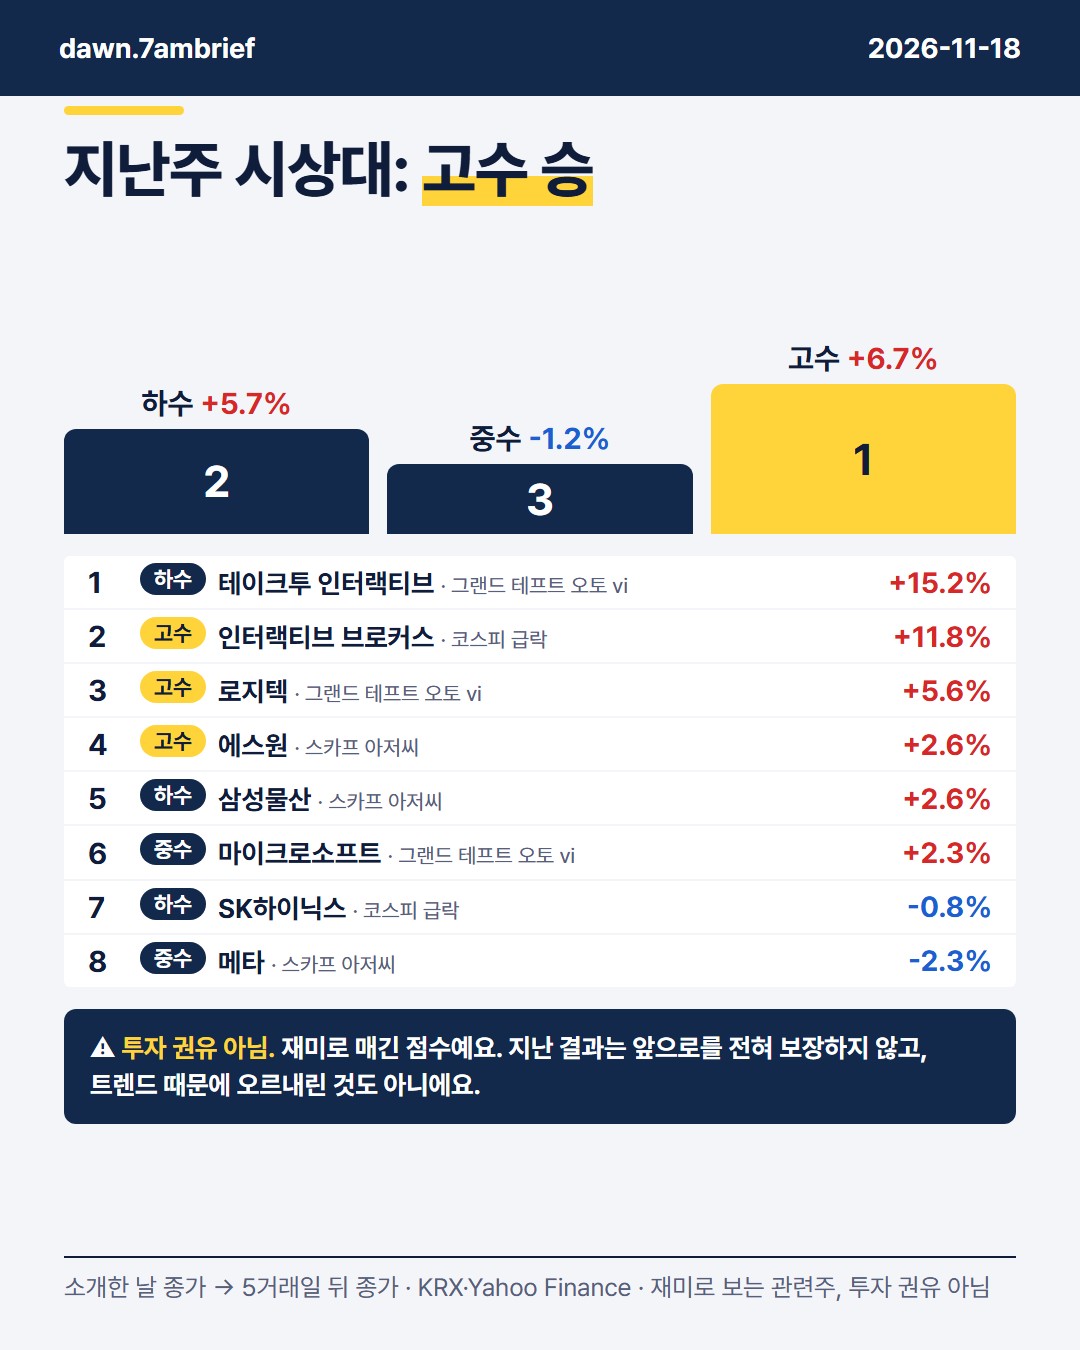 dawn.7ambrief
2026-11-18
지난주 시상대: 고수 승
하수 +5.7%
2
중수 -1.2%
3
고수 +6.7%
1
1 하수 테이크투 인터랙티브 · 그랜드 테프트 오토 vi +15.2%
2 고수 인터랙티브 브로커스 · 코스피 급락 +11.8%
3 고수 로지텍 · 그랜드 테프트 오토 vi +5.6%
4 고수 에스원 · 스카프 아저씨 +2.6%
5 하수 삼성물산 · 스카프 아저씨 +2.6%
6 중수 마이크로소프트 · 그랜드 테프트 오토 vi +2.3%
7 하수 SK하이닉스 · 코스피 급락 -0.8%
8 중수 메타 · 스카프 아저씨 -2.3%
⚠ 투자 권유 아님. 재미로 매긴 점수예요. 지난 결과는 앞으로를 전혀 보장하지 않고,
트렌드 때문에 오르내린 것도 아니에요.
소개한 날 종가 → 5거래일 뒤 종가 · KRX·Yahoo Finance · 재미로 보는 관련주, 투자 권유 아님